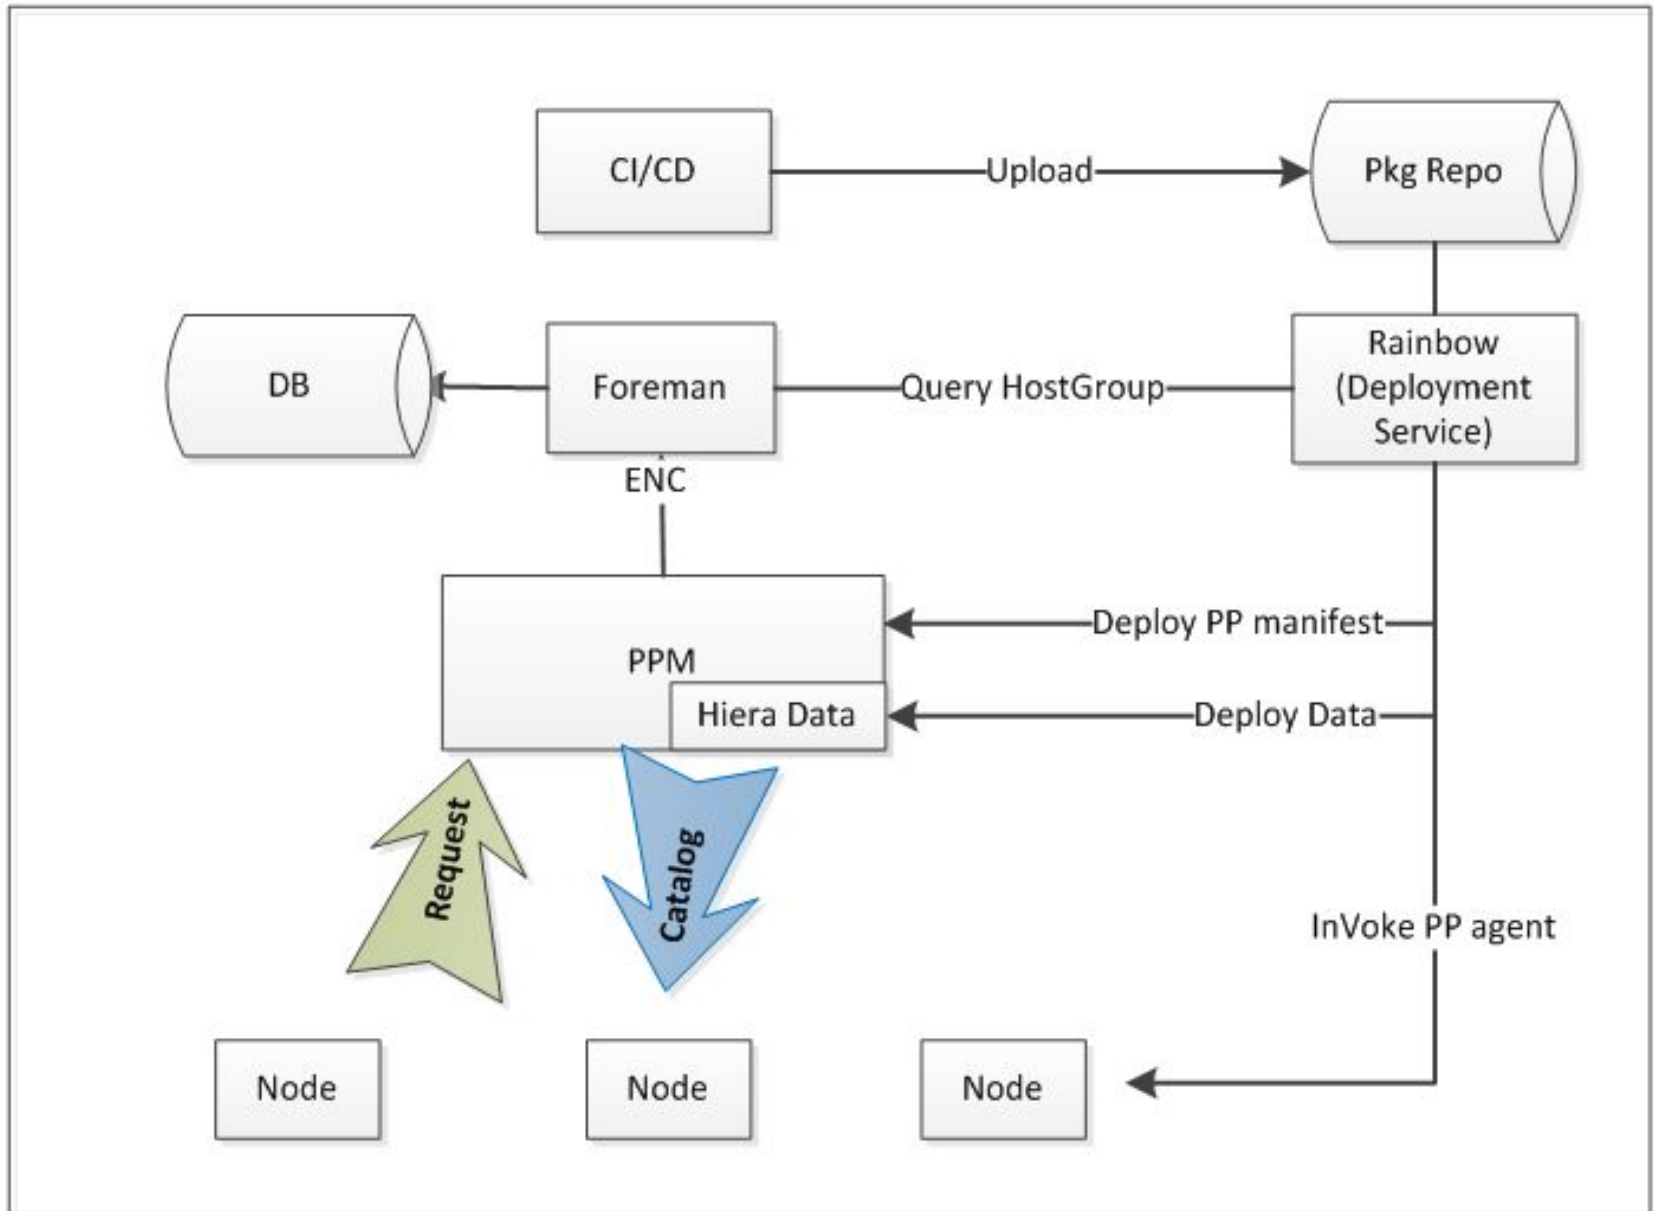 CI/CD
Upload
Pkg Repo
DB
Foreman
Query HostGroup
Rainbow
(Deployment
Service)
ENC
PPM
Hiera Data
Deploy PP manifest
Deploy Data
Request
Catalog
InVoke PP agent
Node
Node
Node